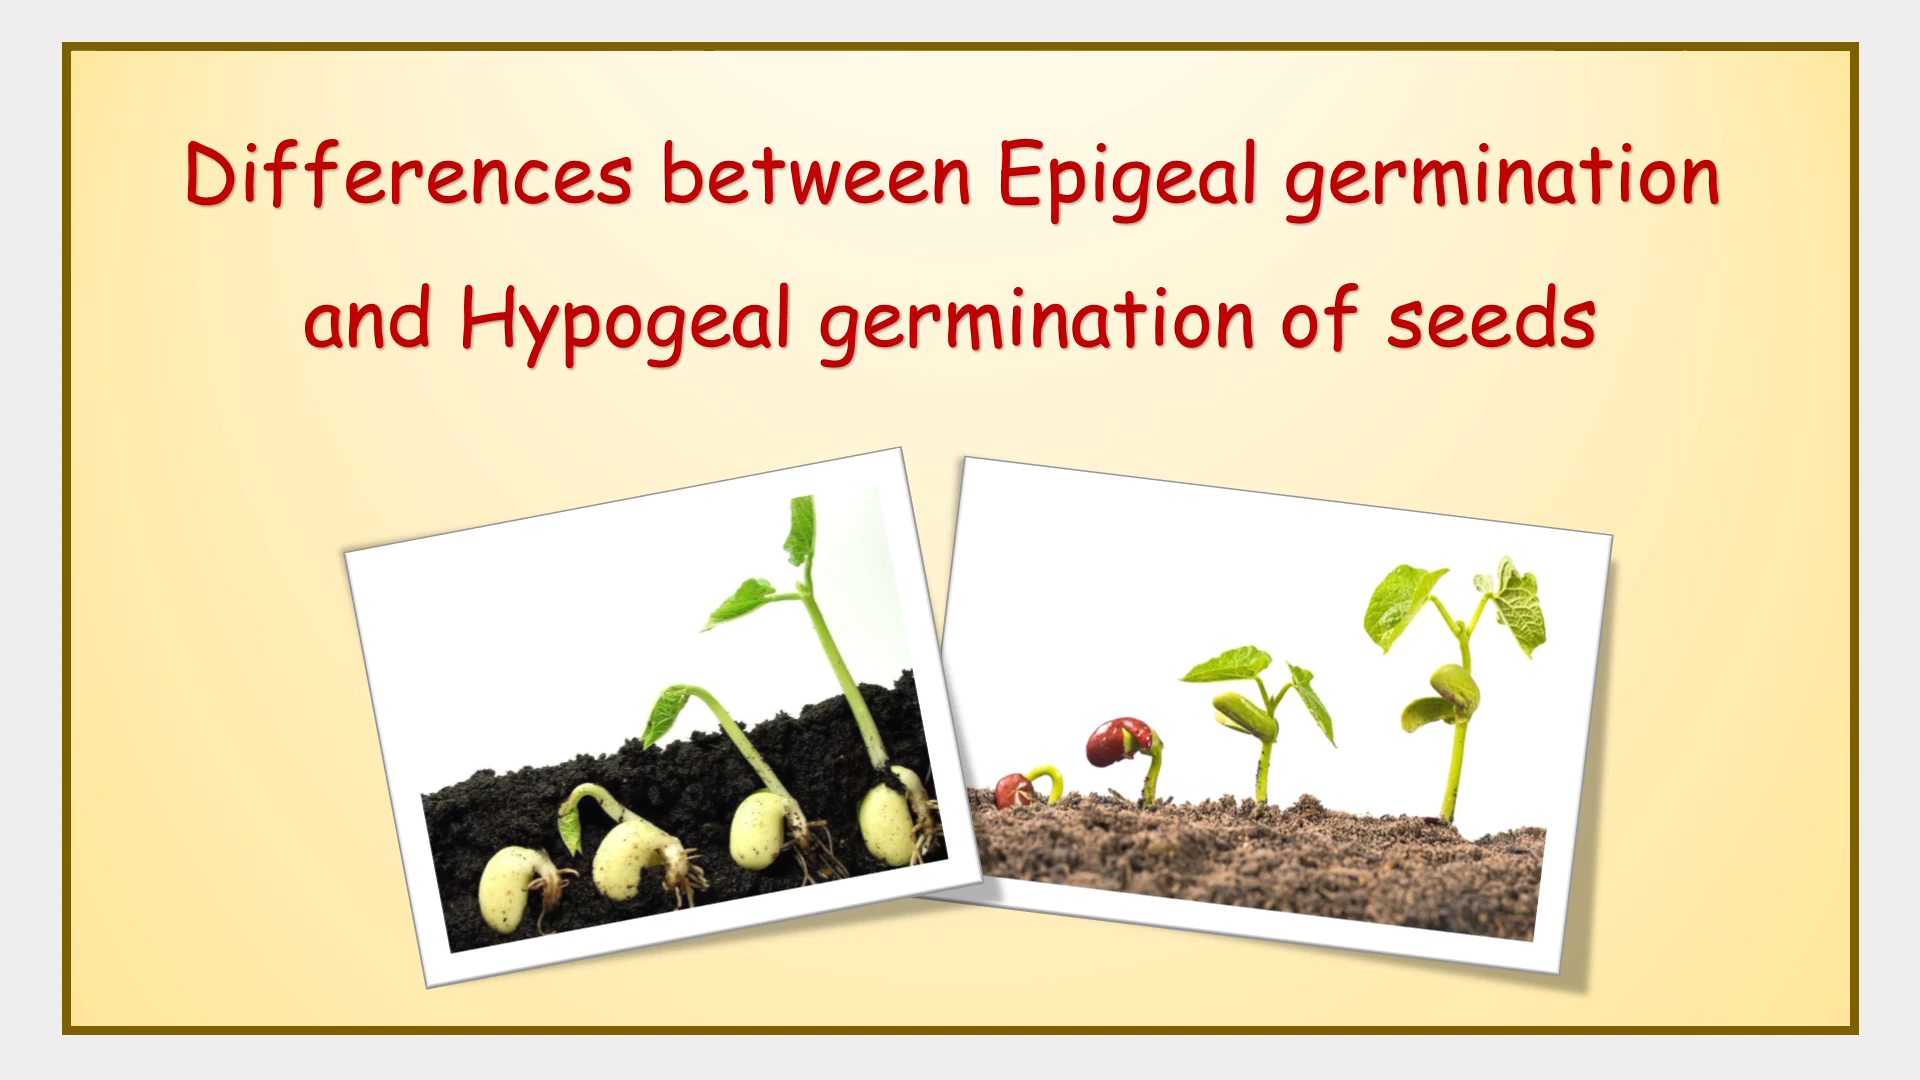 Differences between Epigeal germination
and Hypogeal germination of seeds